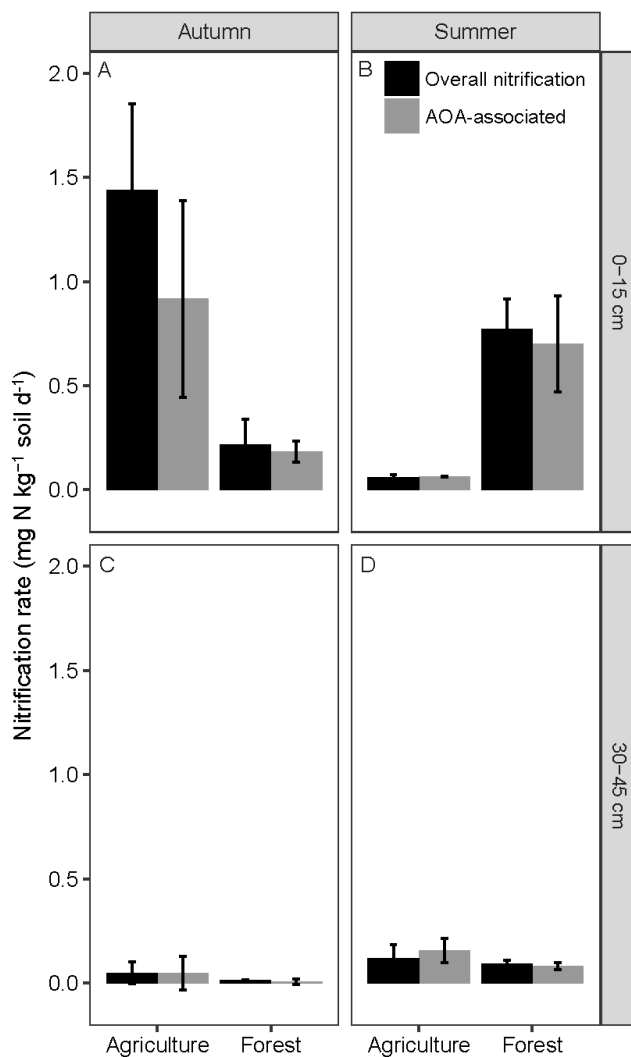 Autumn
Summer
A
B
Overall nitrification
AOA-associated
2.0
1.5
1.0
0.5
0.0
0−15 cm
Nitrification rate (mg N kg⁻¹ soil d⁻¹)
C
D
2.0
1.5
1.0
0.5
0.0
30−45 cm
Agriculture
Forest
Agriculture
Forest